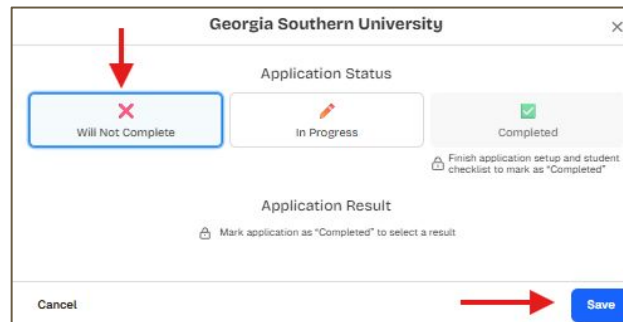 Georgia Southern University
Application Status
Will Not Complete
In Progress
Completed
Finish application setup and student
checklist to mark as "Completed"
Application Result
Mark application as "Completed" to select a result
Cancel
Save